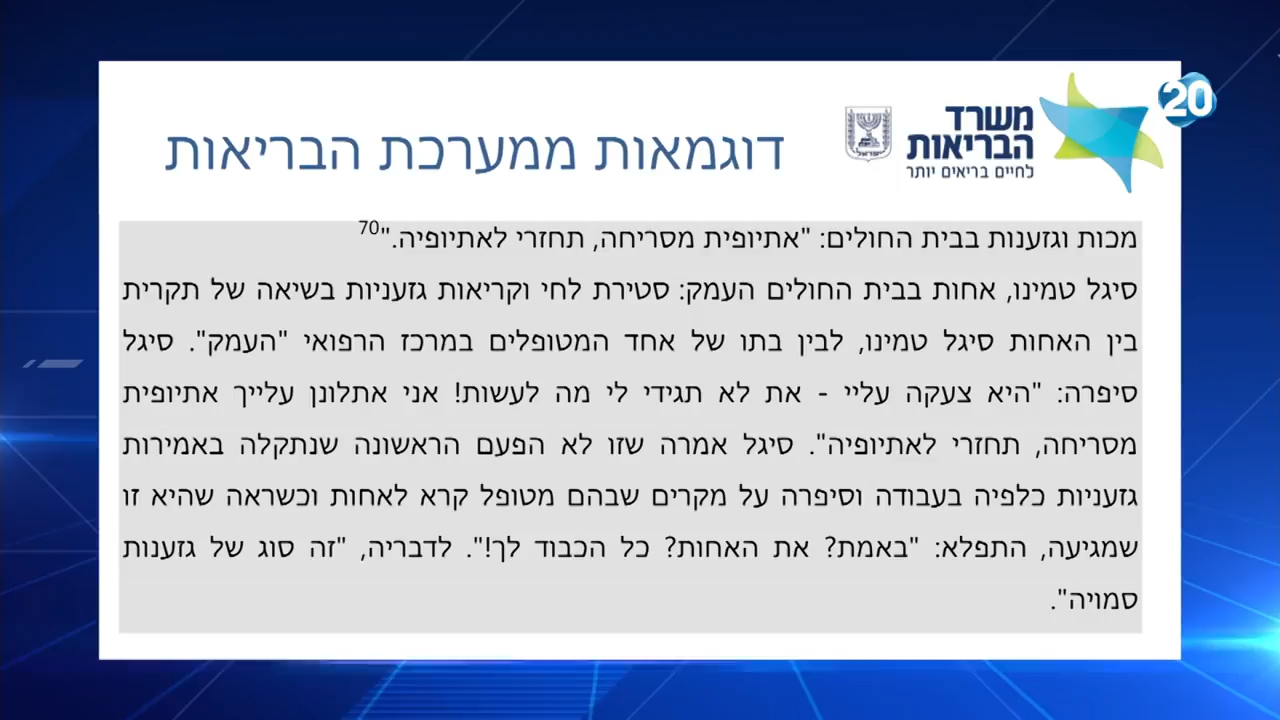 20
משרד
הבריאות
לחיים בריאים יותר
דוגמאות ממערכת הבריאות
מכות וגזענות בבית החולים: "אתיופית מסריחה, תחזרי לאתיופיה."70
סיגל טמינו, אחות בבית החולים העמק: סטירת לחי וקריאות גזעניות בשיאה של תקרית
בין האחות סיגל טמינו, לבין בתו של אחד המטופלים במרכז הרפואי "העמק". סיגל
סיפרה: "היא צעקה עליי - את לא תגידי לי מה לעשות! אני אתלונן עלייך אתיופית
מסריחה, תחזרי לאתיופיה". סיגל אמרה שזו לא הפעם הראשונה שנתקלה באמירות
גזעניות כלפיה בעבודה וסיפרה על מקרים שבהם מטופל קרא לאחות וכשראה שהיא זו
שמגיעה, התפלא: "באמת? את האחות? כל הכבוד לך!". לדבריה, "זה סוג של גזענות
סמויה".